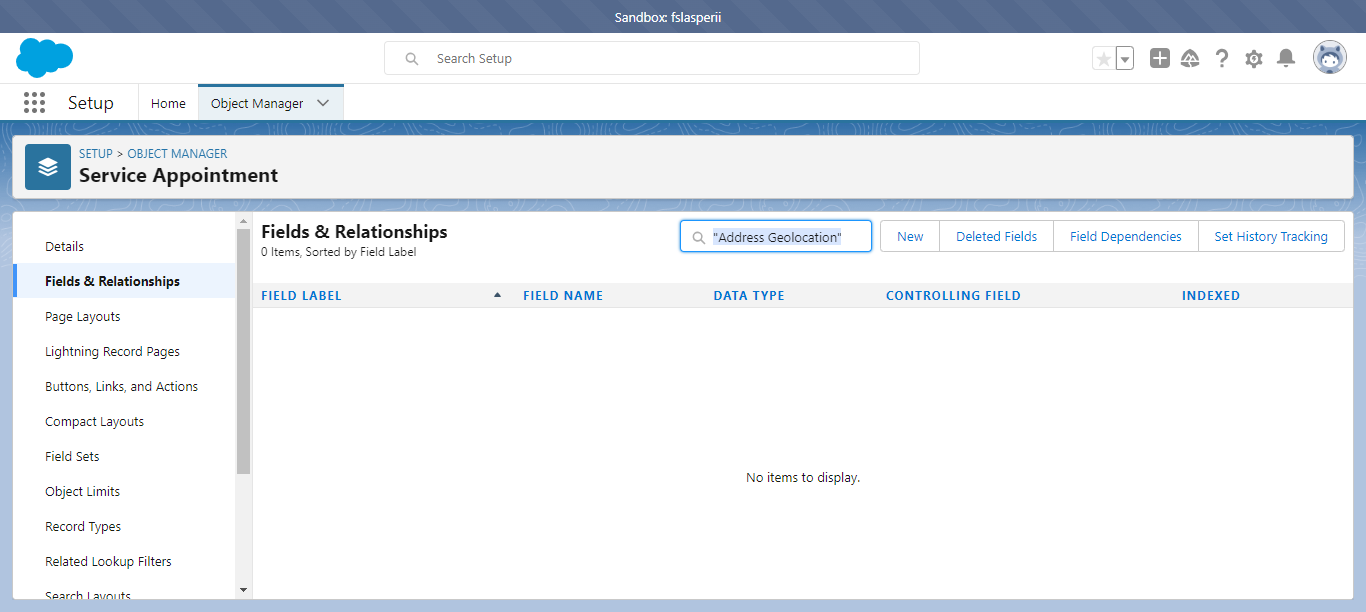 Sandbox: fslasperii
Search Setup
Setup
Home
Object Manager
SETUP > OBJECT MANAGER
Service Appointment
Details
Fields & Relationships
Page Layouts
Lightning Record Pages
Buttons, Links, and Actions
Compact Layouts
Field Sets
Object Limits
Record Types
Related Lookup Filters
Search Layouts
Fields & Relationships
0 Items, Sorted by Field Label
"Address Geolocation"
New
Deleted Fields
Field Dependencies
Set History Tracking
FIELD LABEL
FIELD NAME
DATA TYPE
CONTROLLING FIELD
INDEXED
No items to display.